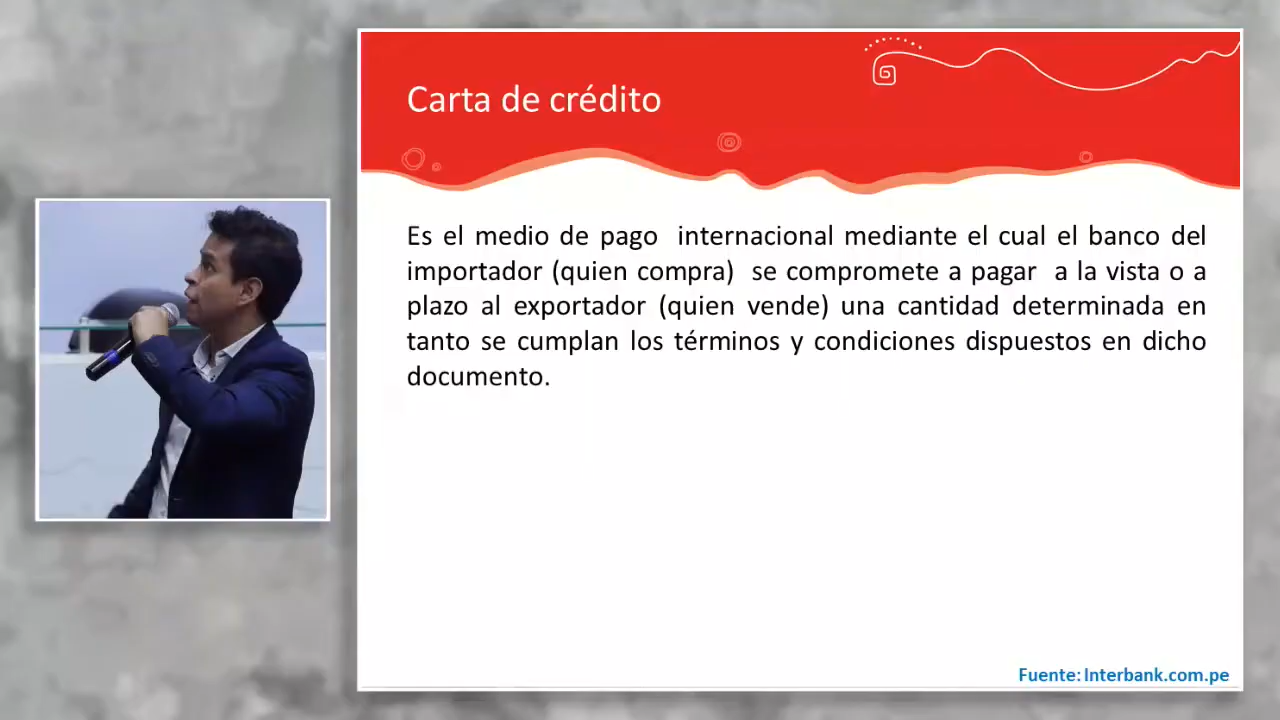 Carta de crédito
Es el medio de pago internacional mediante el cual el banco del
importador (quien compra) se compromete a pagar a la vista o a
plazo al exportador (quien vende) una cantidad determinada en
tanto se cumplan los términos y condiciones dispuestos en dicho
documento.
Fuente: Interbank.com.pe